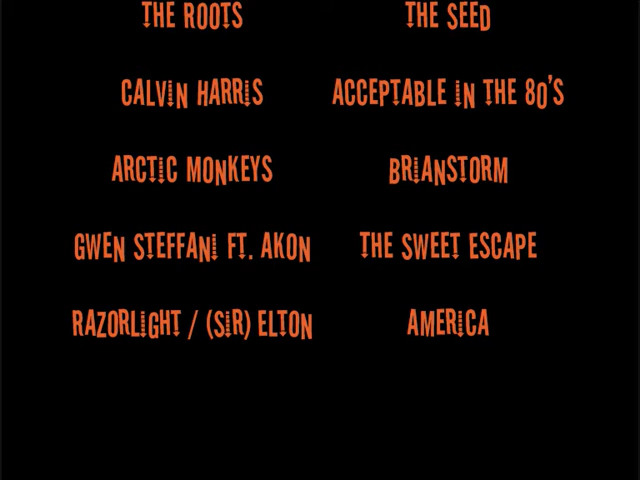 THE ROOTS THE SEED
CALVIN HARRIS ACCEPTABLE IN THE 80'S
ARCTIC MONKEYS BRIANSTORM
GWEN STEFFANI FT. AKON THE SWEET ESCAPE
RAZORLIGHT / (SIR) ELTON AMERICA